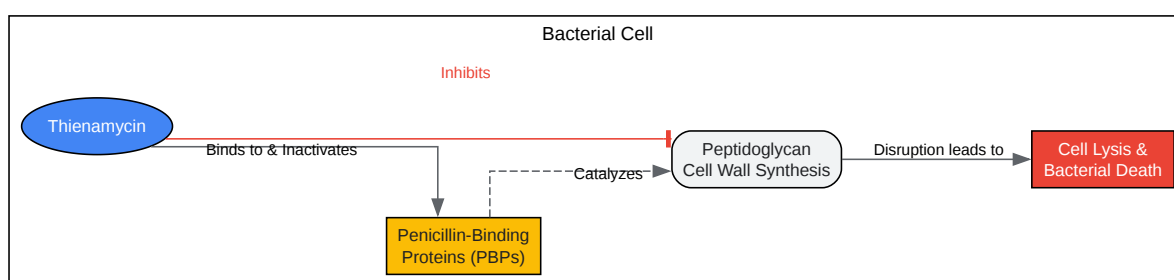 Bacterial Cell
Inhibits
Thienamycin
Binds to & Inactivates
Peptidoglycan
Cell Wall Synthesis
Disruption leads to
Cell Lysis &
Bacterial Death
Catalyzes
Penicillin-Binding
Proteins (PBPs)